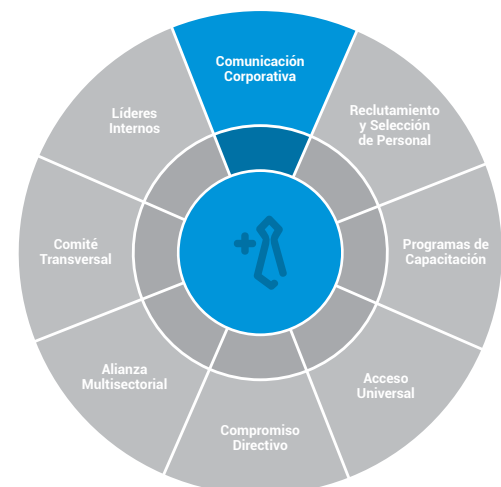 Comunicación
Corporativa
Reclutamiento
y Selección
de Personal
Programas de
Capacitación
Acceso
Universal
Compromiso
Directivo
Alianza
Multisectorial
Comité
Transversal
Líderes
Internos